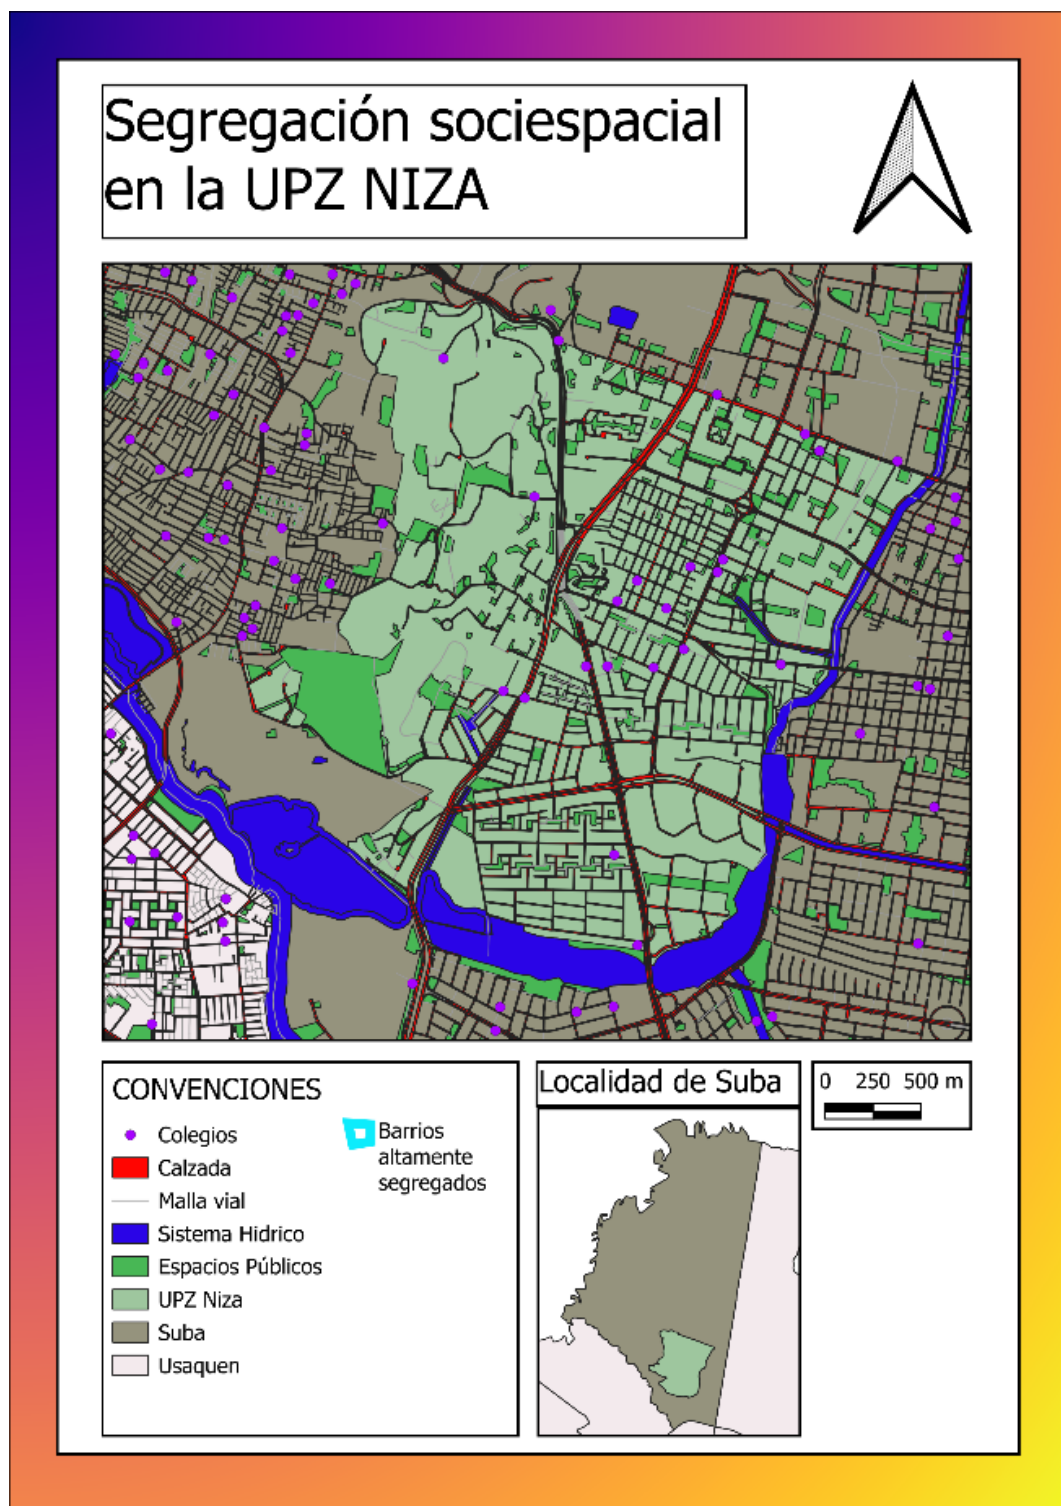 Segregación sociespacial
en la UPZ NIZA
CONVENCIONES
Colegios
Calzada
Malla vial
Sistema Hidrico
Espacios Públicos
UPZ Niza
Suba
Usaquen
Barrios
altamente
segregados
Localidad de Suba
0 250 500 m